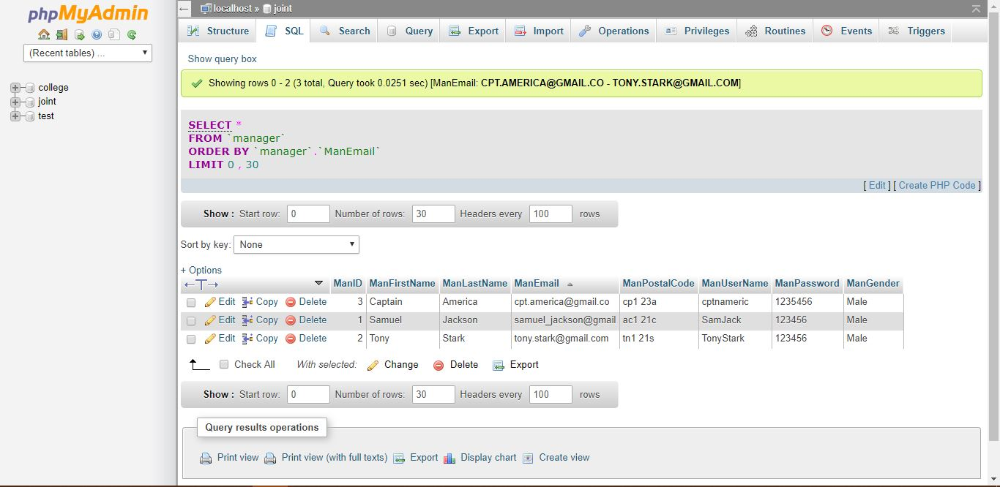 phpMyAdmin
(Recent tables) ...
college
joint
test
localhost » joint
Structure SQL Search Query Export Import Operations Privileges Routines Events Triggers
Show query box
Showing rows 0 - 2 (3 total, Query took 0.0251 sec) [ManEmail: CPT.AMERICA@GMAIL.CO - TONY.STARK@GMAIL.COM]
SELECT *
FROM `manager`
ORDER BY `manager`.`ManEmail`
LIMIT 0 , 30
[ Edit ] [ Create PHP Code ]
Show : Start row: 0 Number of rows: 30 Headers every 100 rows
Sort by key: None
+ Options
←T→ ManID ManFirstName ManLastName ManEmail ManPostalCode ManUserName ManPassword ManGender
Edit Copy Delete 3 Captain America cpt.america@gmail.co cp1 23a cptnameric 1235456 Male
Edit Copy Delete 1 Samuel Jackson samuel_jackson@gmail ac1 21c SamJack 123456 Male
Edit Copy Delete 2 Tony Stark tony.stark@gmail.com tn1 21s TonyStark 123456 Male
Check All With selected: Change Delete Export
Show : Start row: 0 Number of rows: 30 Headers every 100 rows
Query results operations
Print view Print view (with full texts) Export Display chart Create view